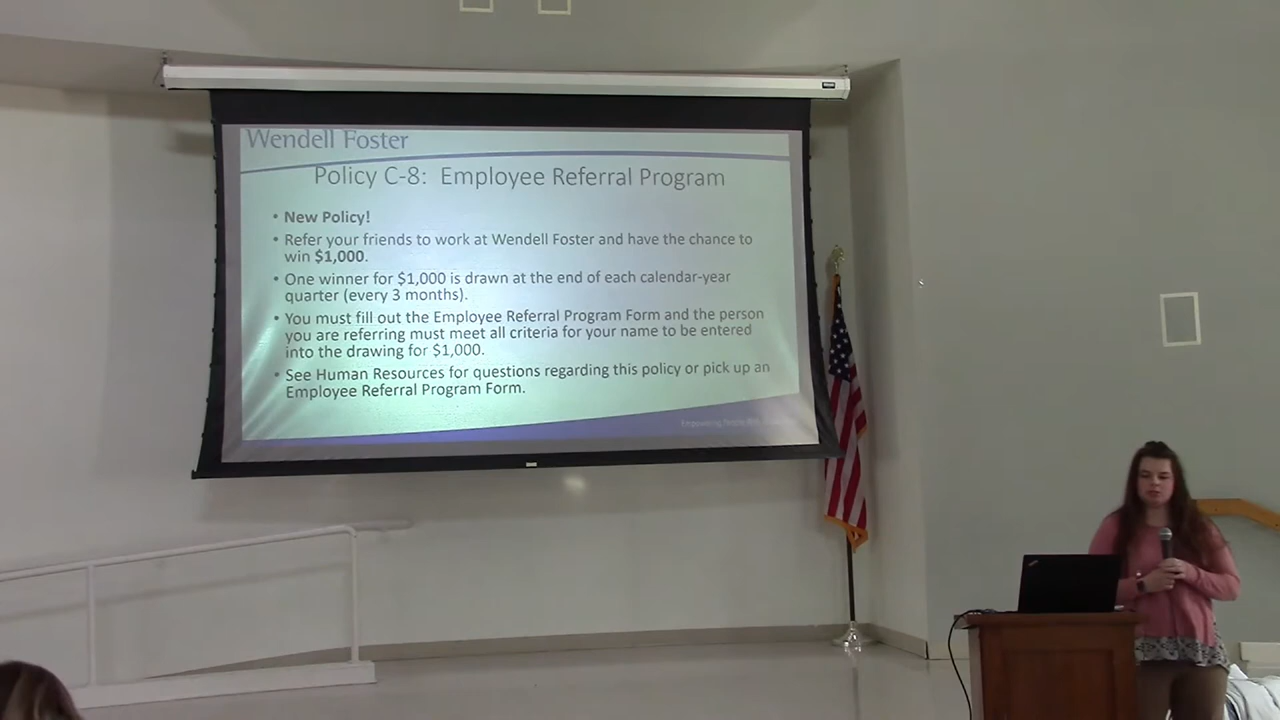 Wendell Foster
Policy C-8: Employee Referral Program
• New Policy!
• Refer your friends to work at Wendell Foster and have the chance to
win $1,000.
• One winner for $1,000 is drawn at the end of each calendar-year
quarter (every 3 months).
• You must fill out the Employee Referral Program Form and the person
you are referring must meet all criteria for your name to be entered
into the drawing for $1,000.
• See Human Resources for questions regarding this policy or pick up an
Employee Referral Program Form.